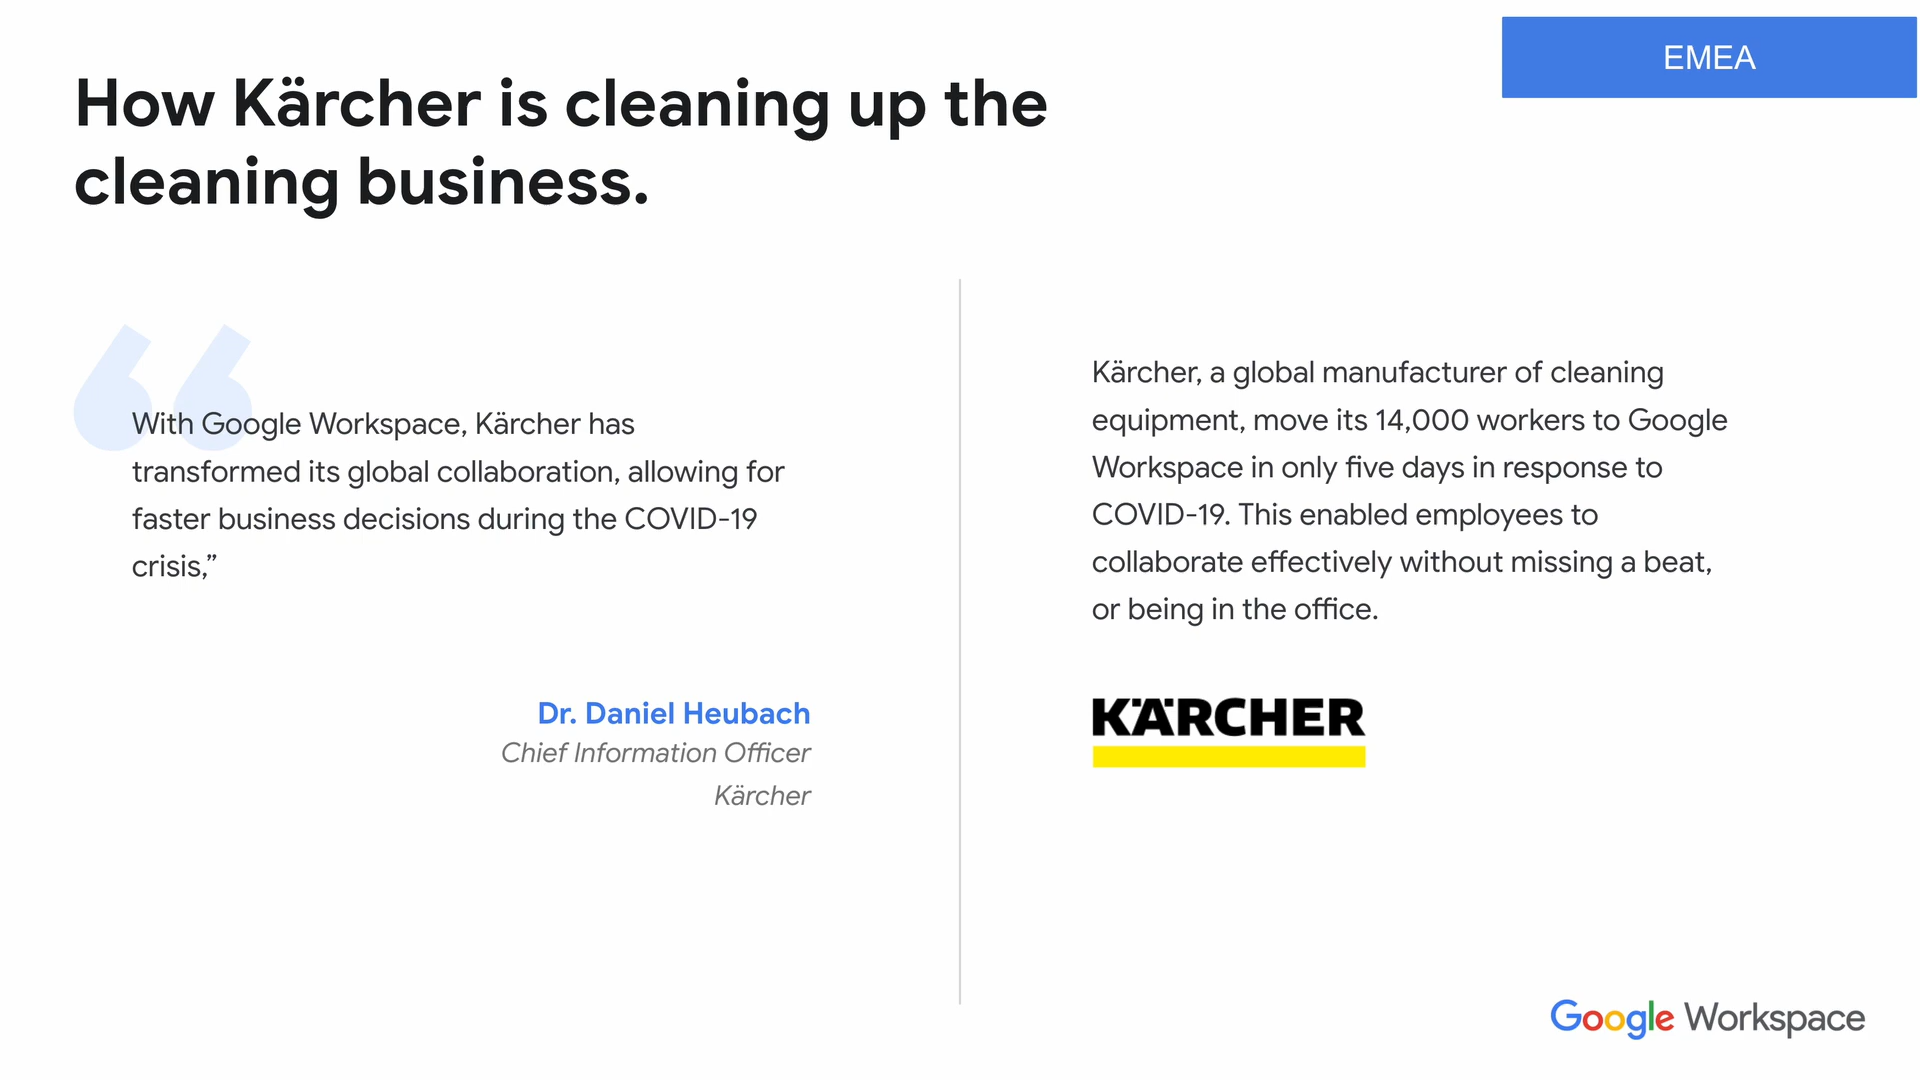 EMEA
How Kärcher is cleaning up the
cleaning business.
With Google Workspace, Kärcher has
transformed its global collaboration, allowing for
faster business decisions during the COVID-19
crisis,”
Dr. Daniel Heubach
Chief Information Officer
Kärcher
Kärcher, a global manufacturer of cleaning
equipment, move its 14,000 workers to Google
Workspace in only five days in response to
COVID-19. This enabled employees to
collaborate effectively without missing a beat,
or being in the office.
KÄRCHER
Google Workspace